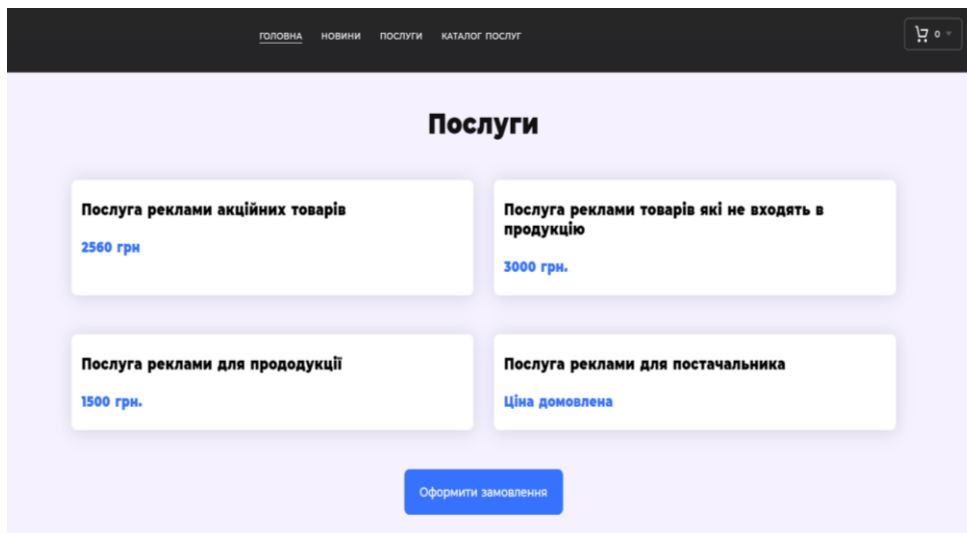 ГОЛОВНА НОВИНИ ПОСЛУГИ КАТАЛОГ ПОСЛУГ
0
Послуги
Послуга реклами акційних товарів
2560 грн
Послуга реклами товарів які не входять в
продукцію
3000 грн.
Послуга реклами для прододукції
1500 грн.
Послуга реклами для постачальника
Ціна домовлена
Оформити замовлення